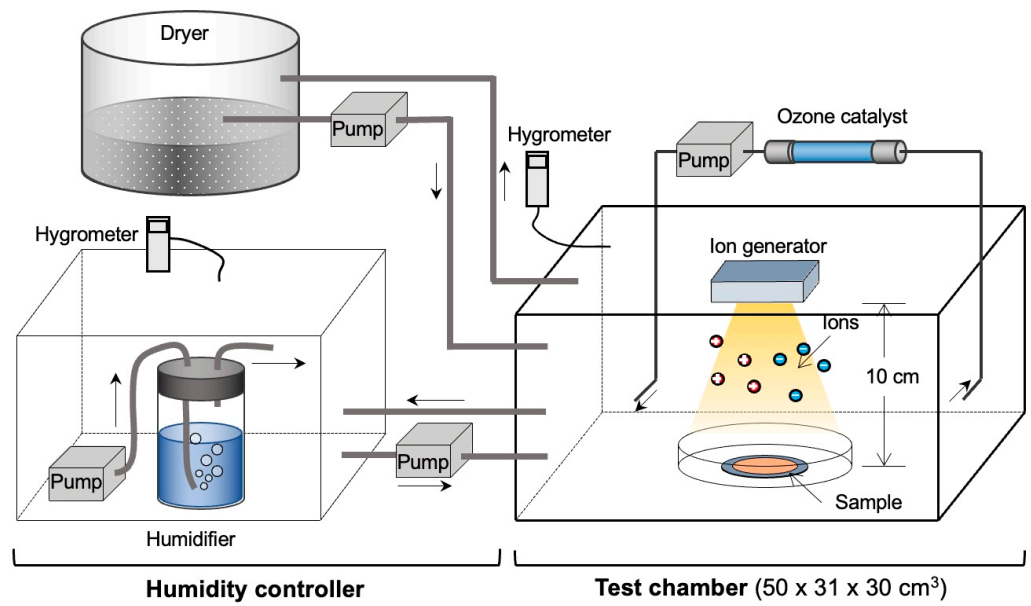 Dryer
Pump
Hygrometer
Ozone catalyst
Pump
Hygrometer
Ion generator
Ions
+
+
+
+
−
−
−
−
10 cm
Pump
Pump
Sample
Humidifier
Humidity controller
Test chamber (50 x 31 x 30 cm³)